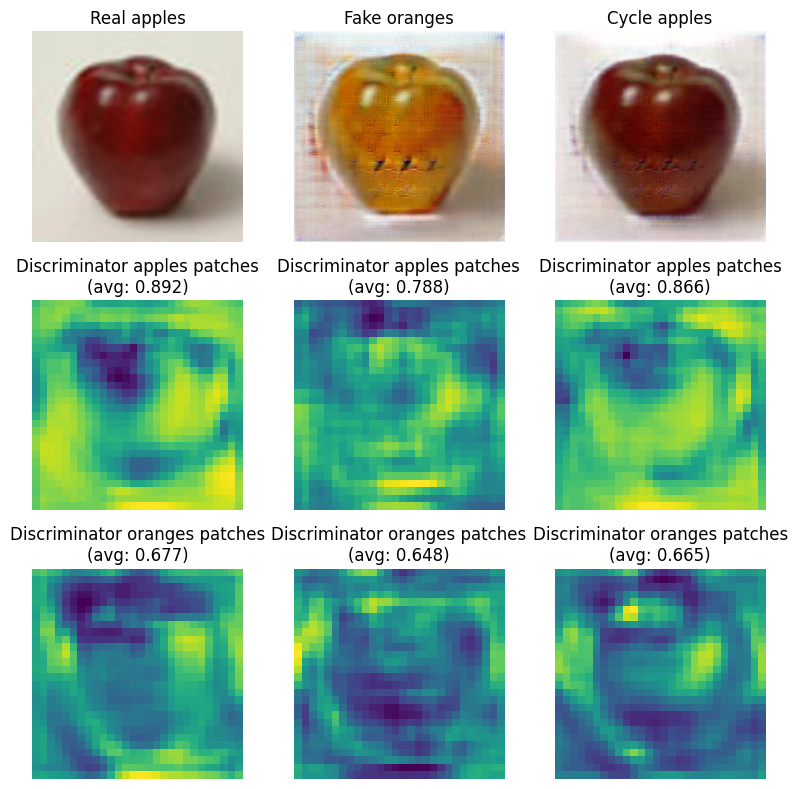 Real apples
Fake oranges
Cycle apples
Discriminator apples patches
(avg: 0.892)
Discriminator apples patches
(avg: 0.788)
Discriminator apples patches
(avg: 0.866)
Discriminator oranges patches
(avg: 0.677)
Discriminator oranges patches
(avg: 0.648)
Discriminator oranges patches
(avg: 0.665)